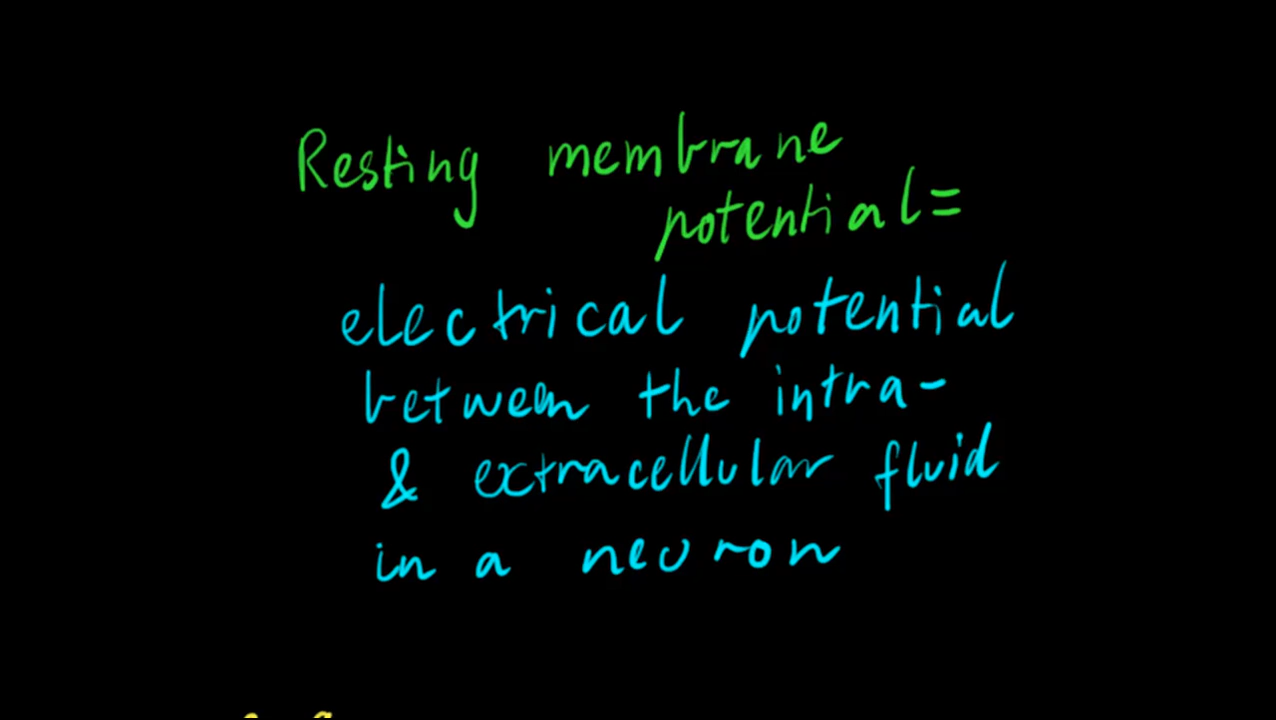 Resting membrane
potential=
electrical potential
between the intra-
& extracellular fluid
in a neuron